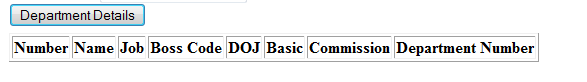 Department Details
Number Name Job Boss Code DOJ Basic Commission Department Number